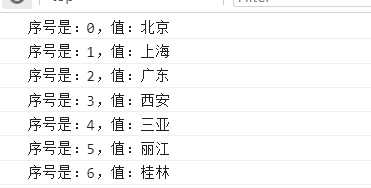 top
Filter
序号是：0，值：北京
序号是：1，值：上海
序号是：2，值：广东
序号是：3，值：西安
序号是：4，值：三亚
序号是：5，值：丽江
序号是：6，值：桂林